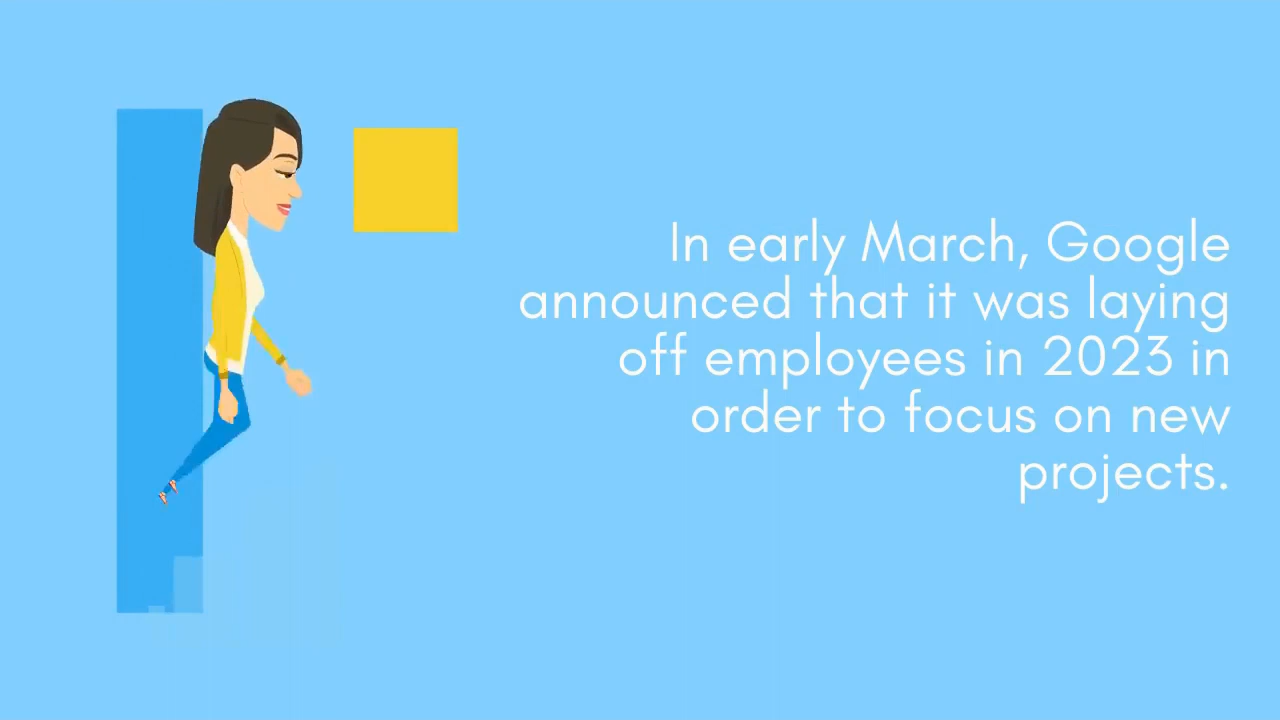 In early March, Google
announced that it was laying
off employees in 2023 in
order to focus on new
projects.